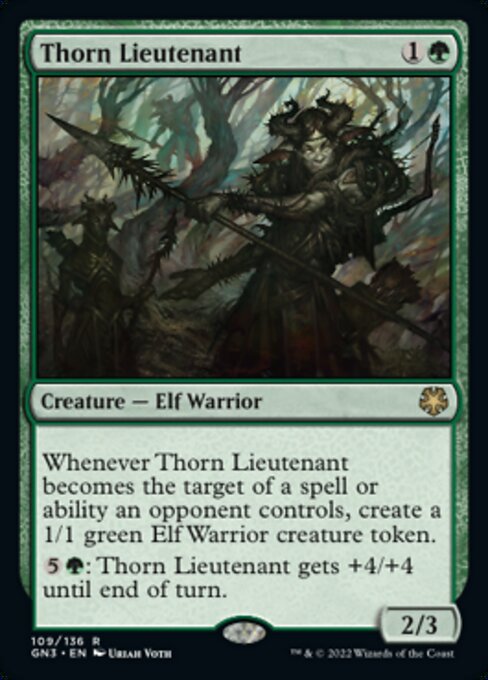 Thorn Lieutenant 1
Creature — Elf Warrior
Whenever Thorn Lieutenant
becomes the target of a spell or
ability an opponent controls, create a
1/1 green Elf Warrior creature token.
5 : Thorn Lieutenant gets +4/+4
until end of turn.
2/3
109/136 R
GN3 • EN Uriah Voth
™ & © 2022 Wizards of the Coast